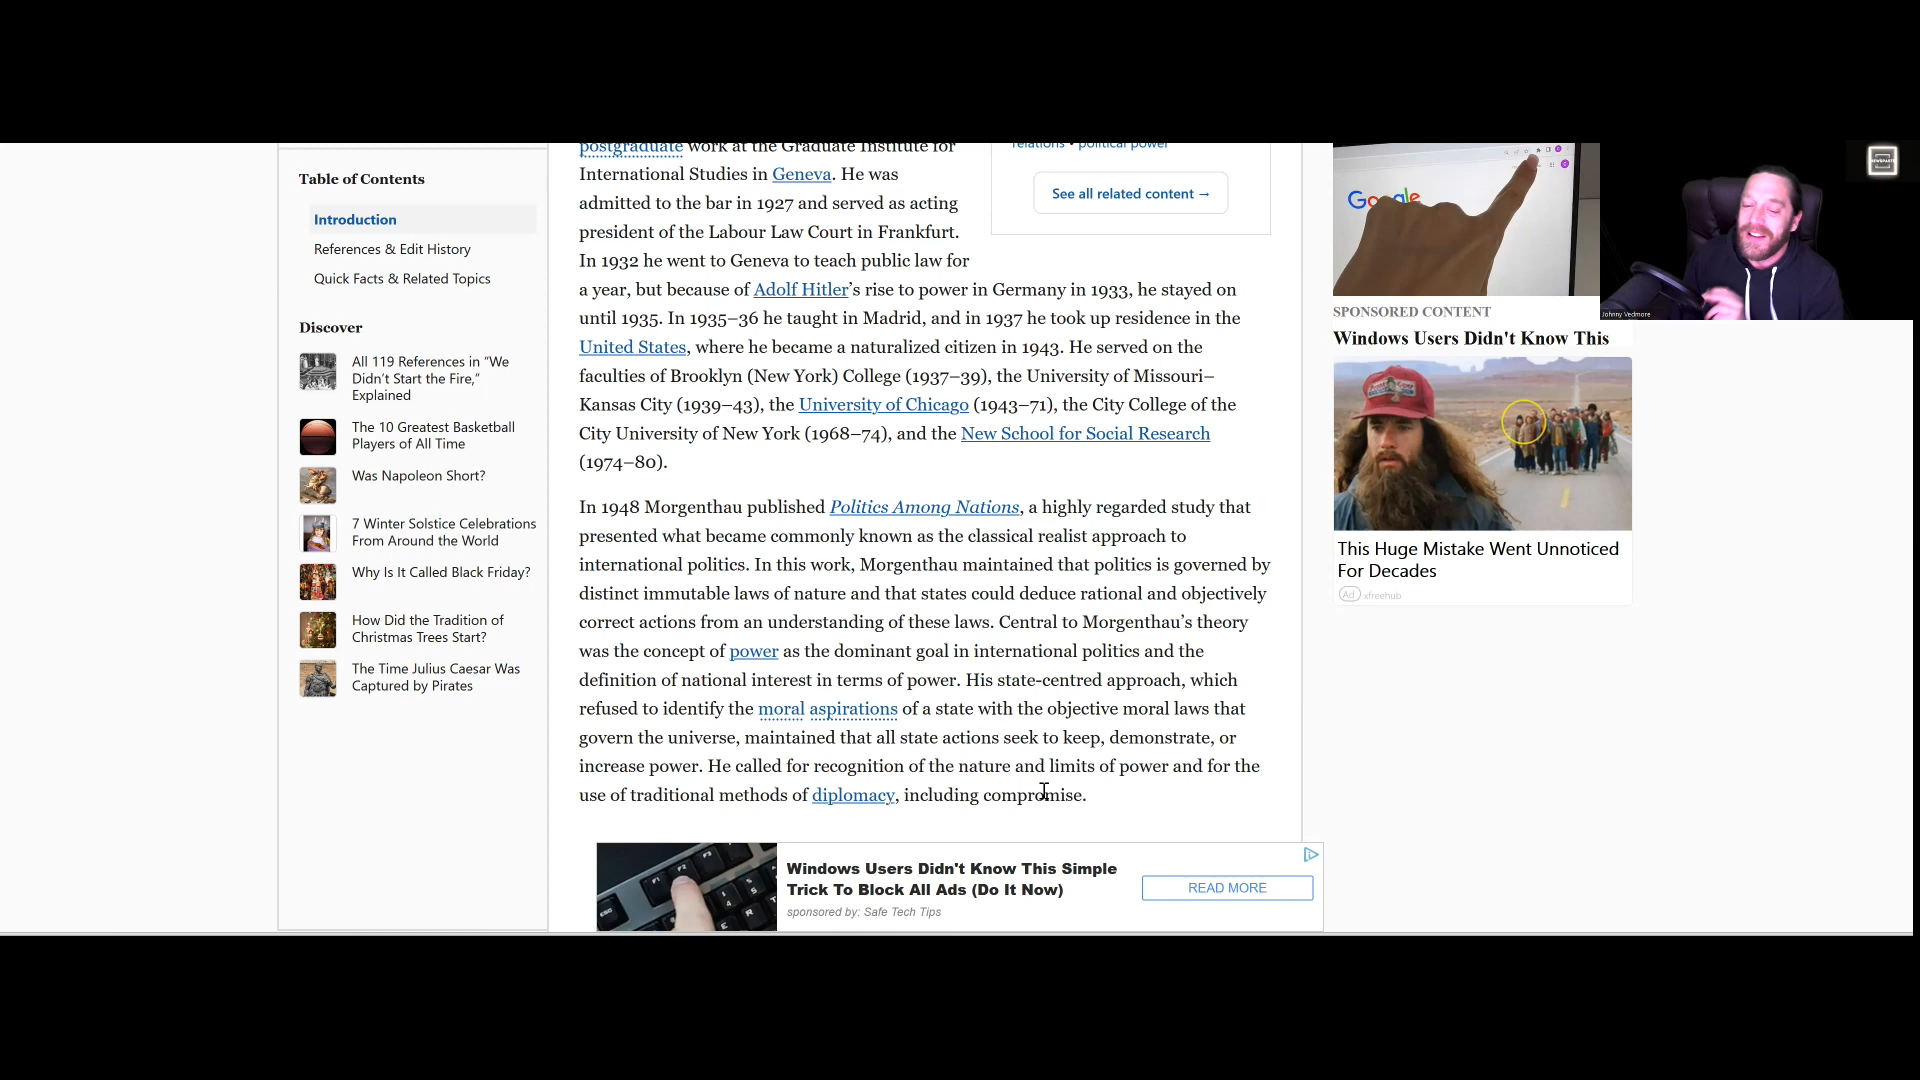 Table of Contents
Introduction
References & Edit History
Quick Facts & Related Topics
Discover
All 119 References in “We
Didn’t Start the Fire,”
Explained
The 10 Greatest Basketball
Players of All Time
Was Napoleon Short?
7 Winter Solstice Celebrations
From Around the World
Why Is It Called Black Friday?
How Did the Tradition of
Christmas Trees Start?
The Time Julius Caesar Was
Captured by Pirates
postgraduate work at the Graduate Institute for
International Studies in Geneva. He was
admitted to the bar in 1927 and served as acting
president of the Labour Law Court in Frankfurt.
In 1932 he went to Geneva to teach public law for
a year, but because of Adolf Hitler’s rise to power in Germany in 1933, he stayed on
until 1935. In 1935–36 he taught in Madrid, and in 1937 he took up residence in the
United States, where he became a naturalized citizen in 1943. He served on the
faculties of Brooklyn (New York) College (1937–39), the University of Missouri–
Kansas City (1939–43), the University of Chicago (1943–71), the City College of the
City University of New York (1968–74), and the New School for Social Research
(1974–80).
In 1948 Morgenthau published Politics Among Nations, a highly regarded study that
presented what became commonly known as the classical realist approach to
international politics. In this work, Morgenthau maintained that politics is governed by
distinct immutable laws of nature and that states could deduce rational and objectively
correct actions from an understanding of these laws. Central to Morgenthau’s theory
was the concept of power as the dominant goal in international politics and the
definition of national interest in terms of power. His state-centred approach, which
refused to identify the moral aspirations of a state with the objective moral laws that
govern the universe, maintained that all state actions seek to keep, demonstrate, or
increase power. He called for recognition of the nature and limits of power and for the
use of traditional methods of diplomacy, including compromise.
relations • political power
See all related content →
Windows Users Didn't Know This Simple
Trick To Block All Ads (Do It Now)
sponsored by: Safe Tech Tips
READ MORE
ESC
F1
F2
F3
SPONSORED CONTENT
Windows Users Didn't Know This
This Huge Mistake Went Unnoticed
For Decades
Ad xfreehub
Johnny Vedmore